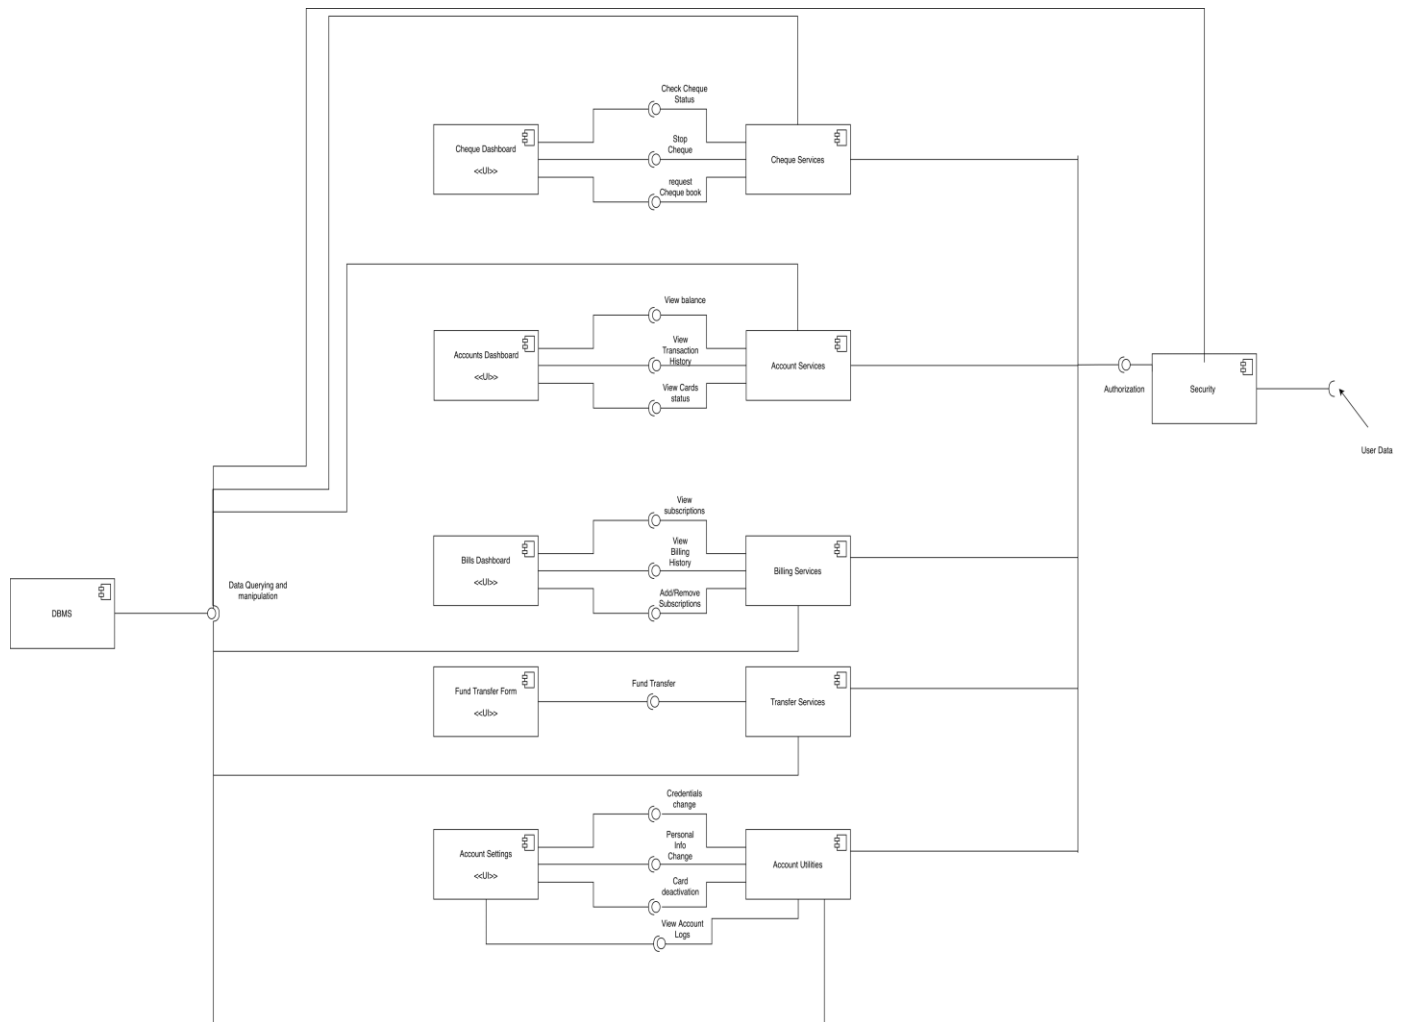 Check Cheque
Status
Cheque Dashboard
<<UI>>
Stop
Cheque
request
Cheque book
Cheque Services
View balance
Accounts Dashboard
<<UI>>
View
Transaction
History
View Cards
status
Account Services
Authorization
Security
User Data
View
subscriptions
Bills Dashboard
<<UI>>
View
Billing
History
Add/Remove
Subscriptions
Billing Services
DBMS
Data Querying and
manipulation
Fund Transfer Form
<<UI>>
Fund Transfer
Transfer Services
Credentials
change
Account Settings
<<UI>>
Personal
Info
Change
Card
deactivation
Account Utilities
View Account
Logs